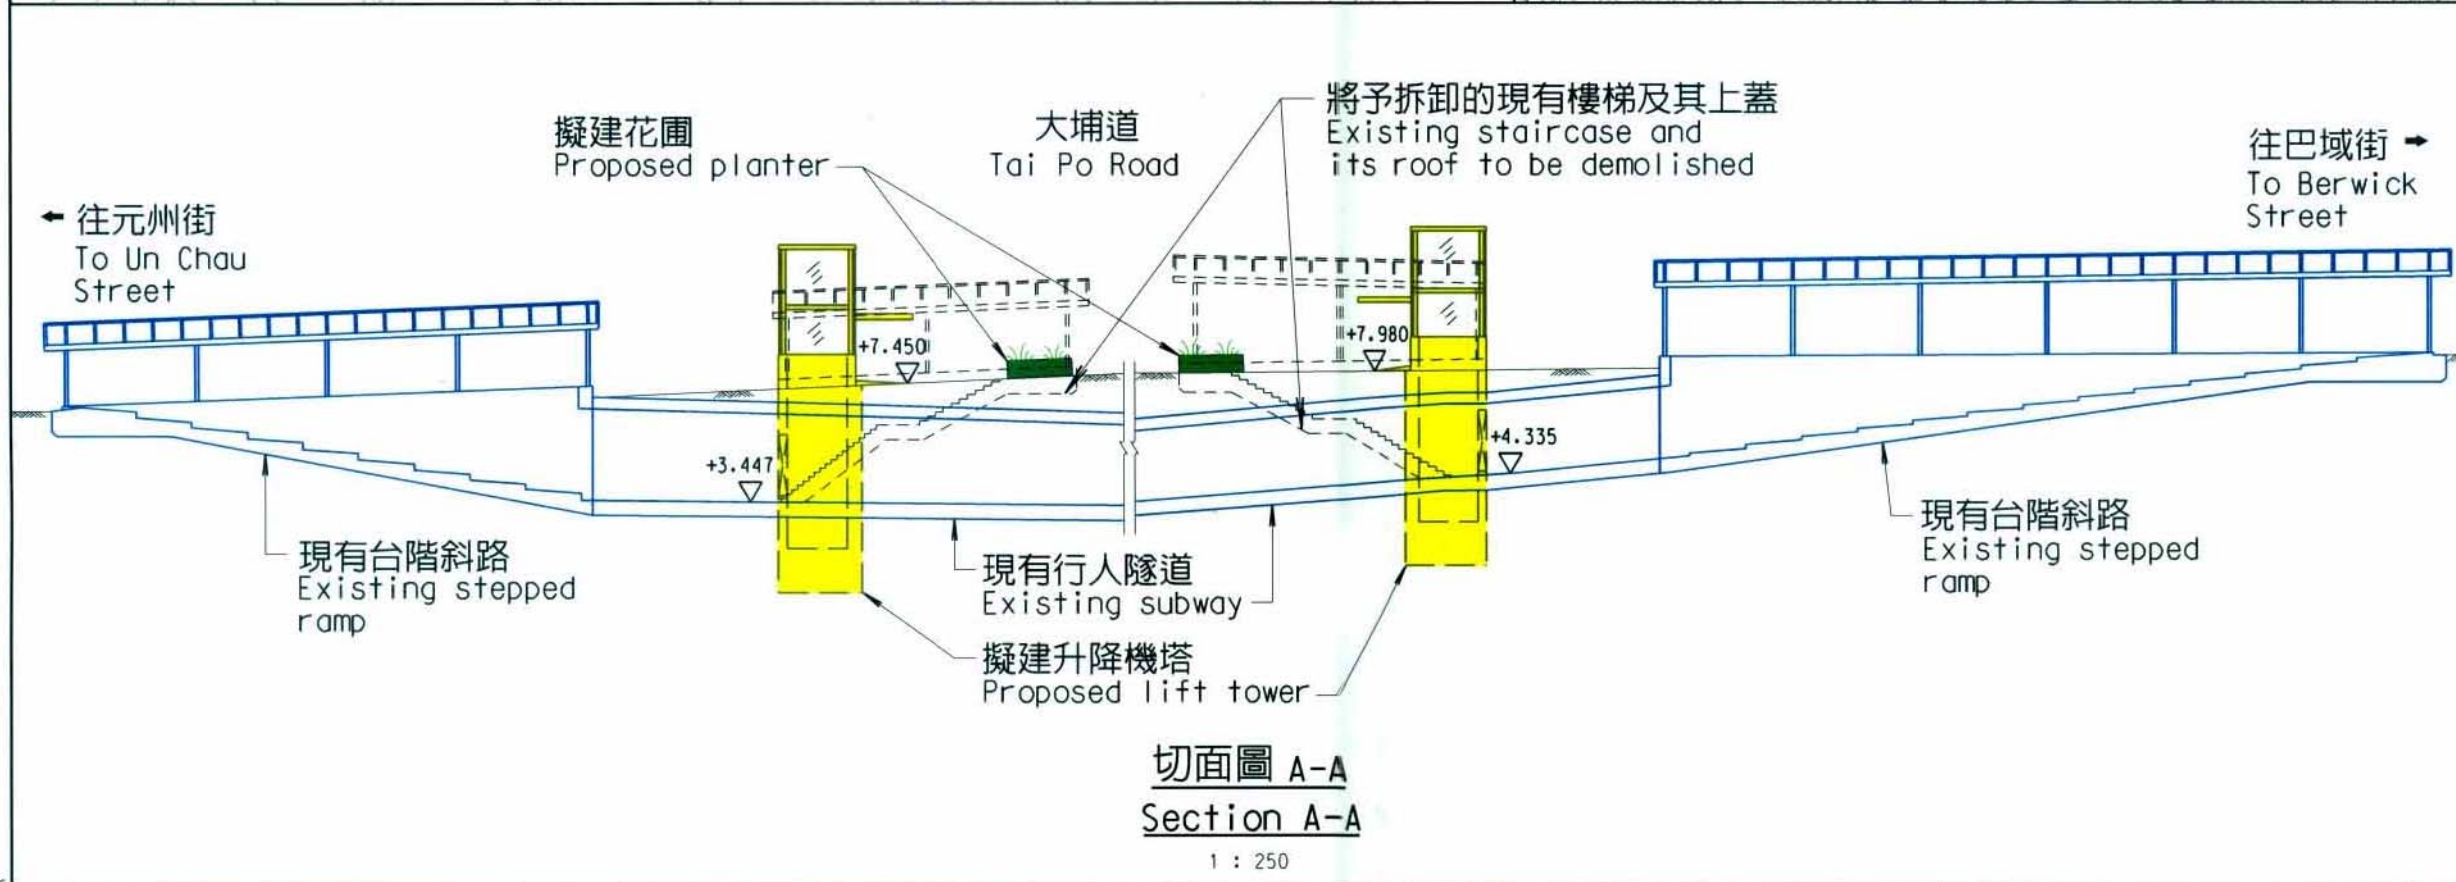 擬建花圃
Proposed planter
大埔道
Tai Po Road
將予拆卸的現有樓梯及其上蓋
Existing staircase and
its roof to be demolished
往巴域街 →
To Berwick
Street
← 往元州街
To Un Chau
Street
+7.450
+7.980
+3.447
+4.335
現有台階斜路
Existing stepped
ramp
現有行人隧道
Existing subway
現有台階斜路
Existing stepped
ramp
擬建升降機塔
Proposed lift tower
切面圖 A-A
Section A-A
1 : 250